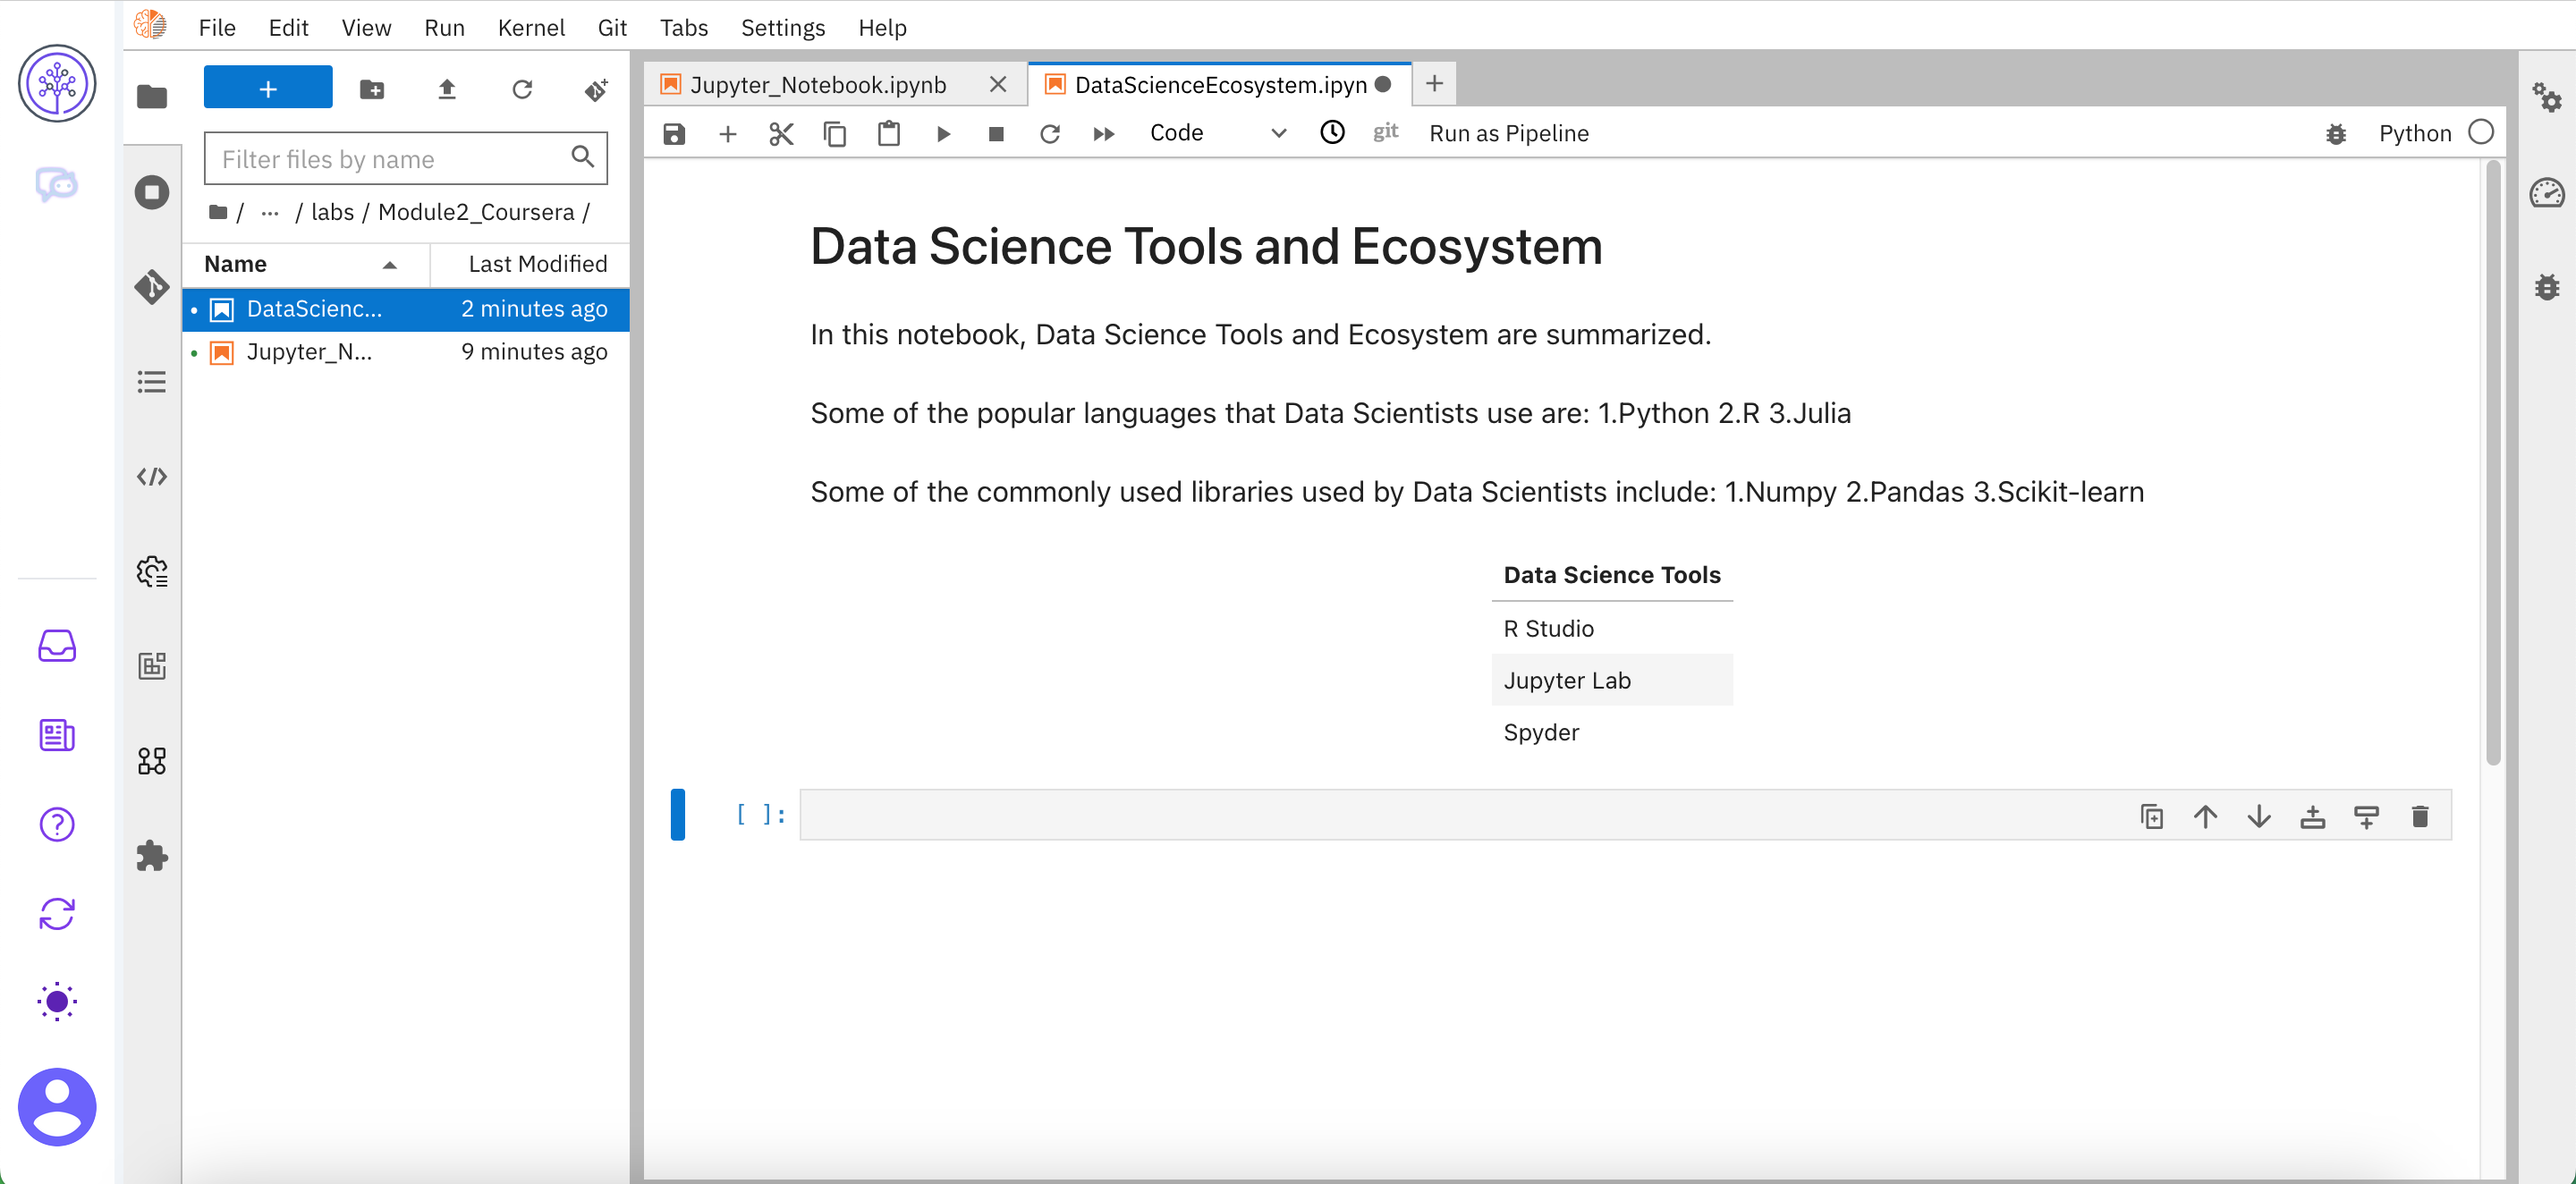 File Edit View Run Kernel Git Tabs Settings Help
+
Filter files by name
/ ... / labs / Module2_Coursera /
Name Last Modified
DataScienc... 2 minutes ago
Jupyter_N... 9 minutes ago
Jupyter_Notebook.ipynb
DataScienceEcosystem.ipyn
Code git Run as Pipeline Python
Data Science Tools and Ecosystem
In this notebook, Data Science Tools and Ecosystem are summarized.
Some of the popular languages that Data Scientists use are: 1.Python 2.R 3.Julia
Some of the commonly used libraries used by Data Scientists include: 1.Numpy 2.Pandas 3.Scikit-learn
Data Science Tools
R Studio
Jupyter Lab
Spyder
[ ]: